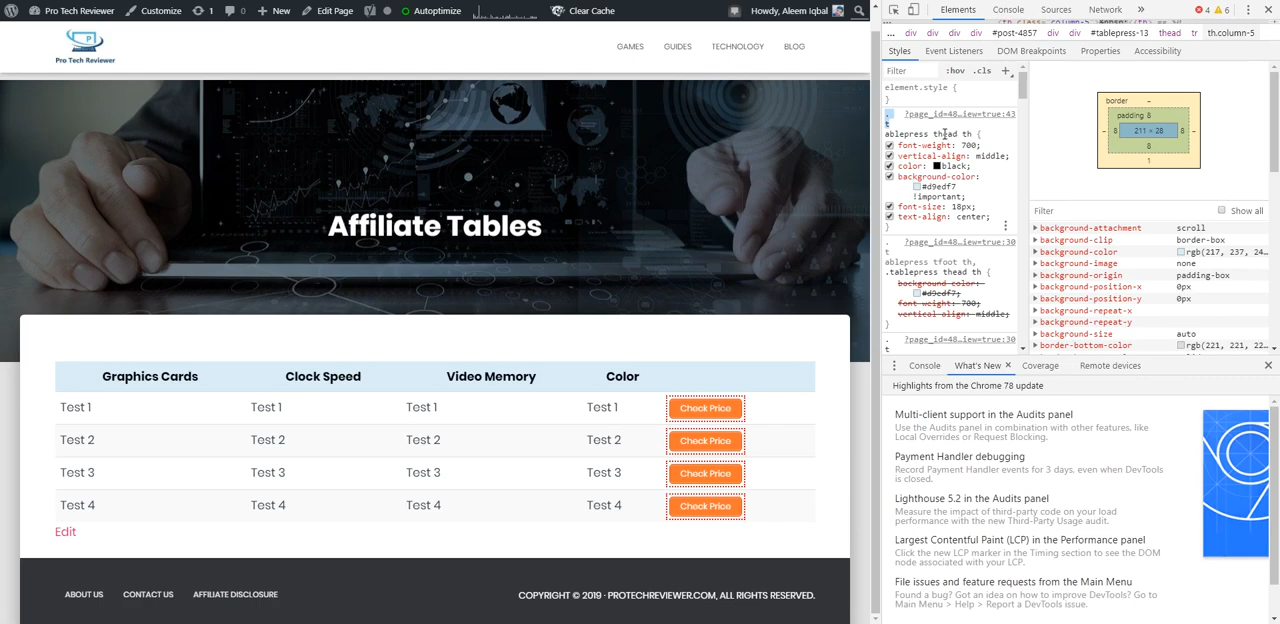 Pro Tech Reviewer
Customize
1
0
New
Edit Page
Autoptimize
Clear Cache
Howdy, Aleem Iqbal
P
Pro Tech Reviewer
GAMES
GUIDES
TECHNOLOGY
BLOG
Affiliate Tables
Graphics Cards Clock Speed Video Memory Color
Test 1 Test 1 Test 1 Test 1 Check Price
Test 2 Test 2 Test 2 Test 2 Check Price
Test 3 Test 3 Test 3 Test 3 Check Price
Test 4 Test 4 Test 4 Test 4 Check Price
Edit
ABOUT US CONTACT US AFFILIATE DISCLOSURE
COPYRIGHT © 2019 · PROTECHREVIEWER.COM, ALL RIGHTS RESERVED.
Elements Console Sources Network » 4 6
... div div div div #post-4857 div #tablepress-13 thead tr th.column-5
Styles Event Listeners DOM Breakpoints Properties Accessibility
Filter :hov .cls +
element.style {
}
. ?page_id=48…iew=true:43
t
ablepress thead th {
font-weight: 700;
vertical-align: middle;
color: black;
background-color:
#d9edf7
!important;
font-size: 18px;
text-align: center;
}
. ?page_id=48…iew=true:30
t
ablepress tfoot th,
.tablepress thead th {
background-color:
#d9edf7;
font-weight: 700;
vertical-align: middle;
}
. ?page_id=48…iew=true:30
t
border –
padding 8
– 8 211 × 28 8 –
8
1
Filter Show all
background-attachment scroll
background-clip border-box
background-color rgb(217, 237, 24…
background-image none
background-origin padding-box
background-position-x 0px
background-position-y 0px
background-repeat-x
background-repeat-y
background-size auto
border-bottom-color rgb(221, 221, 22…
Console What's New × Coverage Remote devices
Highlights from the Chrome 78 update
Multi-client support in the Audits panel
Use the Audits panel in combination with other features, like
Local Overrides or Request Blocking.
Payment Handler debugging
Record Payment Handler events for 3 days, even when DevTools
is closed.
Lighthouse 5.2 in the Audits panel
Measure the impact of third-party code on your load
performance with the new Third-Party Usage audit.
Largest Contentful Paint (LCP) in the Performance panel
Click the new LCP marker in the Timing section to see the DOM
node associated with your LCP.
File issues and feature requests from the Main Menu
Found a bug? Got an idea on how to improve DevTools? Go to
Main Menu > Help > Report a DevTools issue.